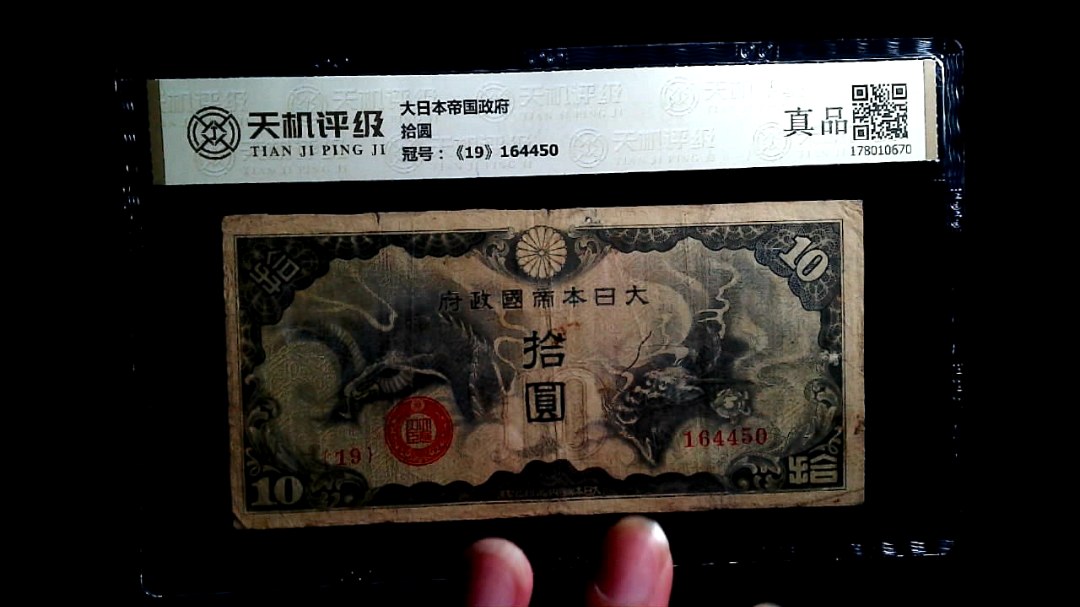 天机评级
TIAN JI PING JI
大日本帝国政府
拾圆
冠号:《19》164450
真品
178010670
拾
10
大日本帝國政府
拾
圓
{19}
164450
10
拾